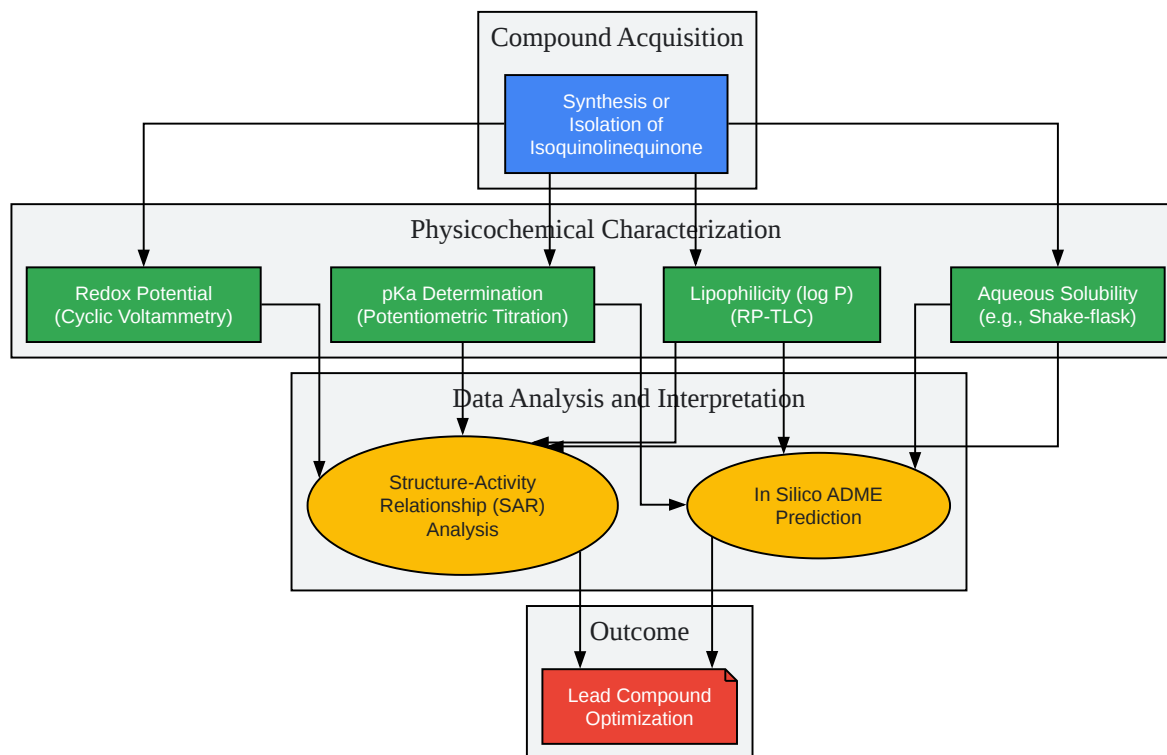 Compound Acquisition
Synthesis or
Isolation of
Isoquinolinequinone
Physicochemical Characterization
Redox Potential
(Cyclic Voltammetry)
pKa Determination
(Potentiometric Titration)
Lipophilicity (log P)
(RP-TLC)
Aqueous Solubility
(e.g., Shake-flask)
Data Analysis and Interpretation
Structure-Activity
Relationship (SAR)
Analysis
In Silico ADME
Prediction
Outcome
Lead Compound
Optimization